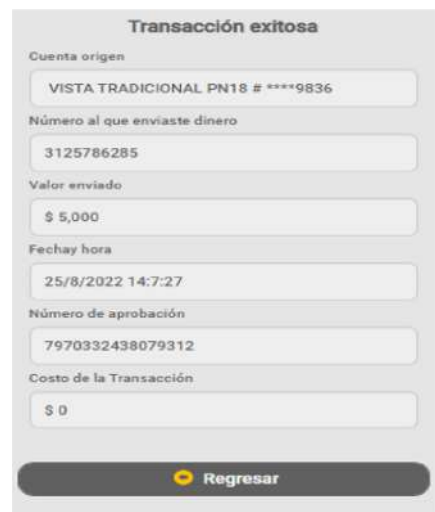 Transacción exitosa
Cuenta origen
VISTA TRADICIONAL PN18 # ****9836
Número al que enviaste dinero
3125786285
Valor enviado
$ 5,000
Fechay hora
25/8/2022 14:7:27
Número de aprobación
7970332438079312
Costo de la Transacción
$ 0
Regresar